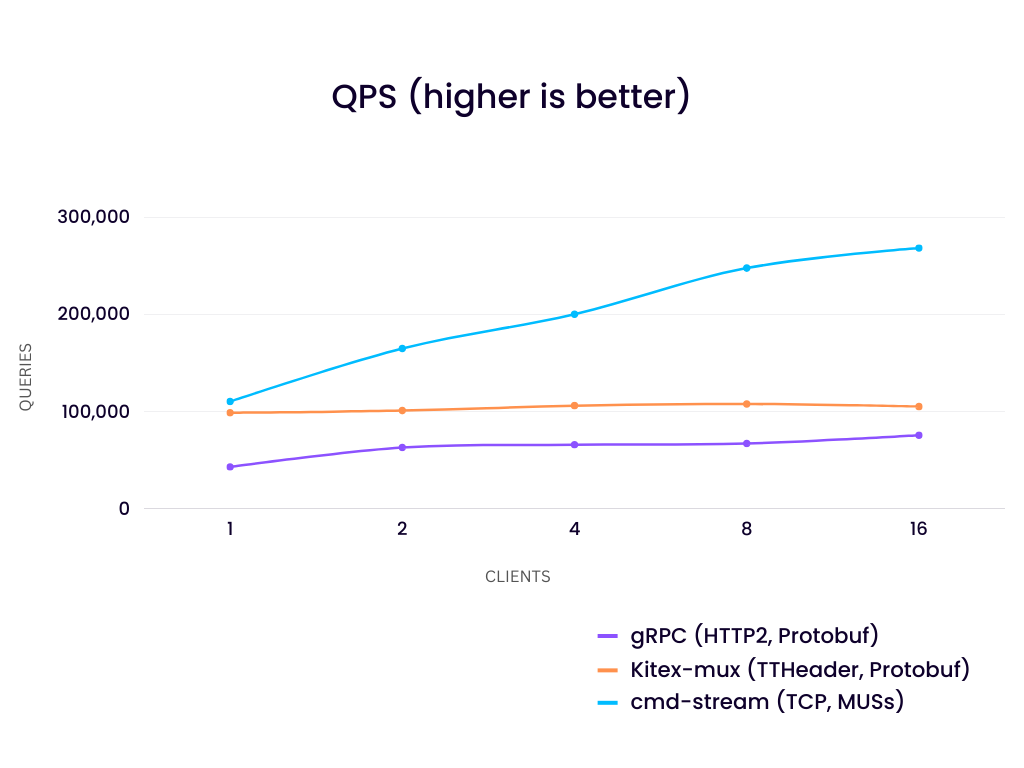 QPS (higher is better)
300,000
200,000
100,000
0
QUERIES
1 2 4 8 16
CLIENTS
gRPC (HTTP2, Protobuf)
Kitex-mux (TTHeader, Protobuf)
cmd-stream (TCP, MUSs)